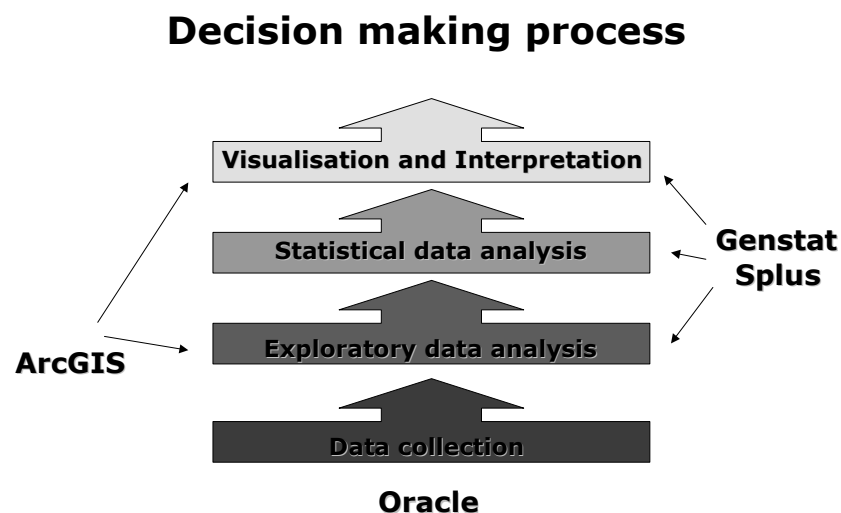 Decision making process
Visualisation and Interpretation
Statistical data analysis
Genstat
Splus
Exploratory data analysis
ArcGIS
Data collection
Oracle